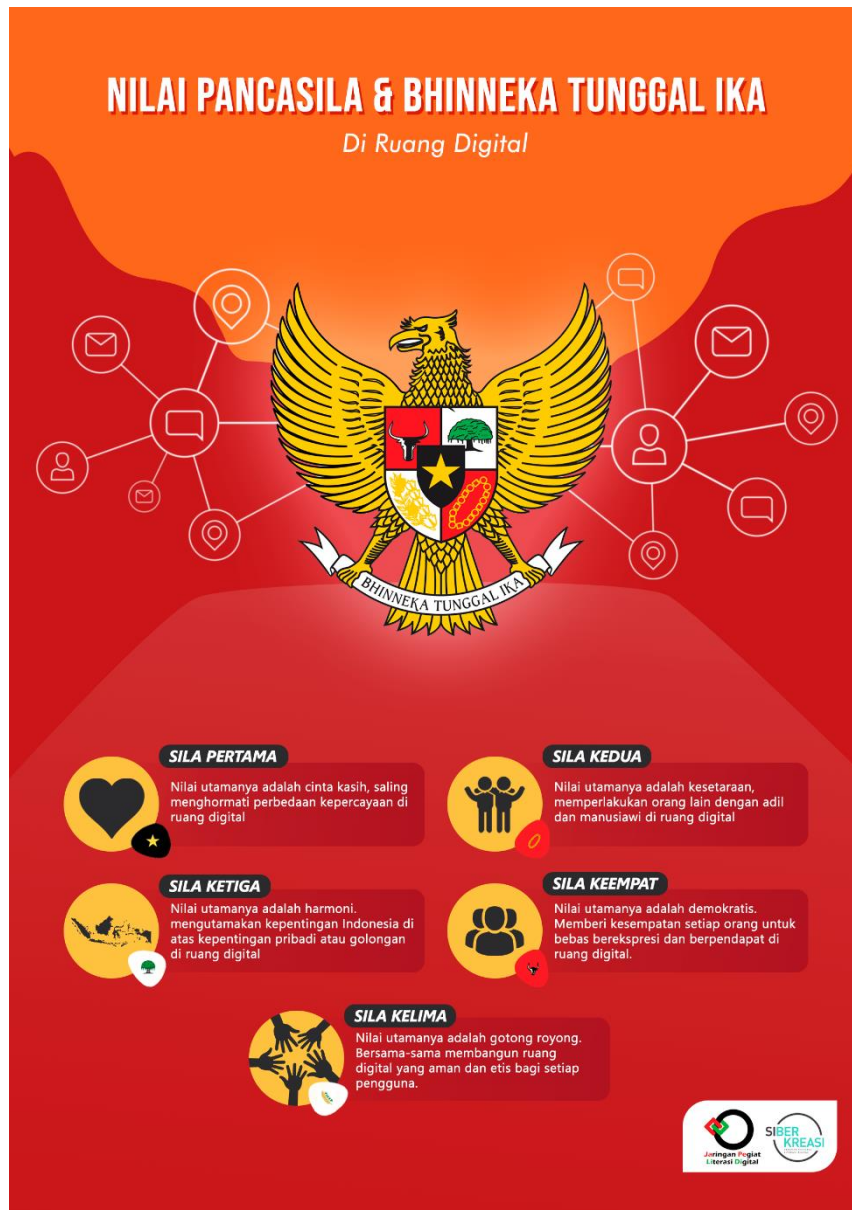 NILAI PANCASILA & BHINNEKA TUNGGAL IKA
Di Ruang Digital
BHINNEKA TUNGGAL IKA
SILA PERTAMA
Nilai utamanya adalah cinta kasih, saling
menghormati perbedaan kepercayaan di
ruang digital
SILA KEDUA
Nilai utamanya adalah kesetaraan,
memperlakukan orang lain dengan adil
dan manusiawi di ruang digital
SILA KETIGA
Nilai utamanya adalah harmoni.
mengutamakan kepentingan Indonesia di
atas kepentingan pribadi atau golongan
di ruang digital
SILA KEEMPAT
Nilai utamanya adalah demokratis.
Memberi kesempatan setiap orang untuk
bebas berekspresi dan berpendapat di
ruang digital.
SILA KELIMA
Nilai utamanya adalah gotong royong.
Bersama-sama membangun ruang
digital yang aman dan etis bagi setiap
pengguna.
Jaringan Pegiat
Literasi Digital
SIBER
KREASI